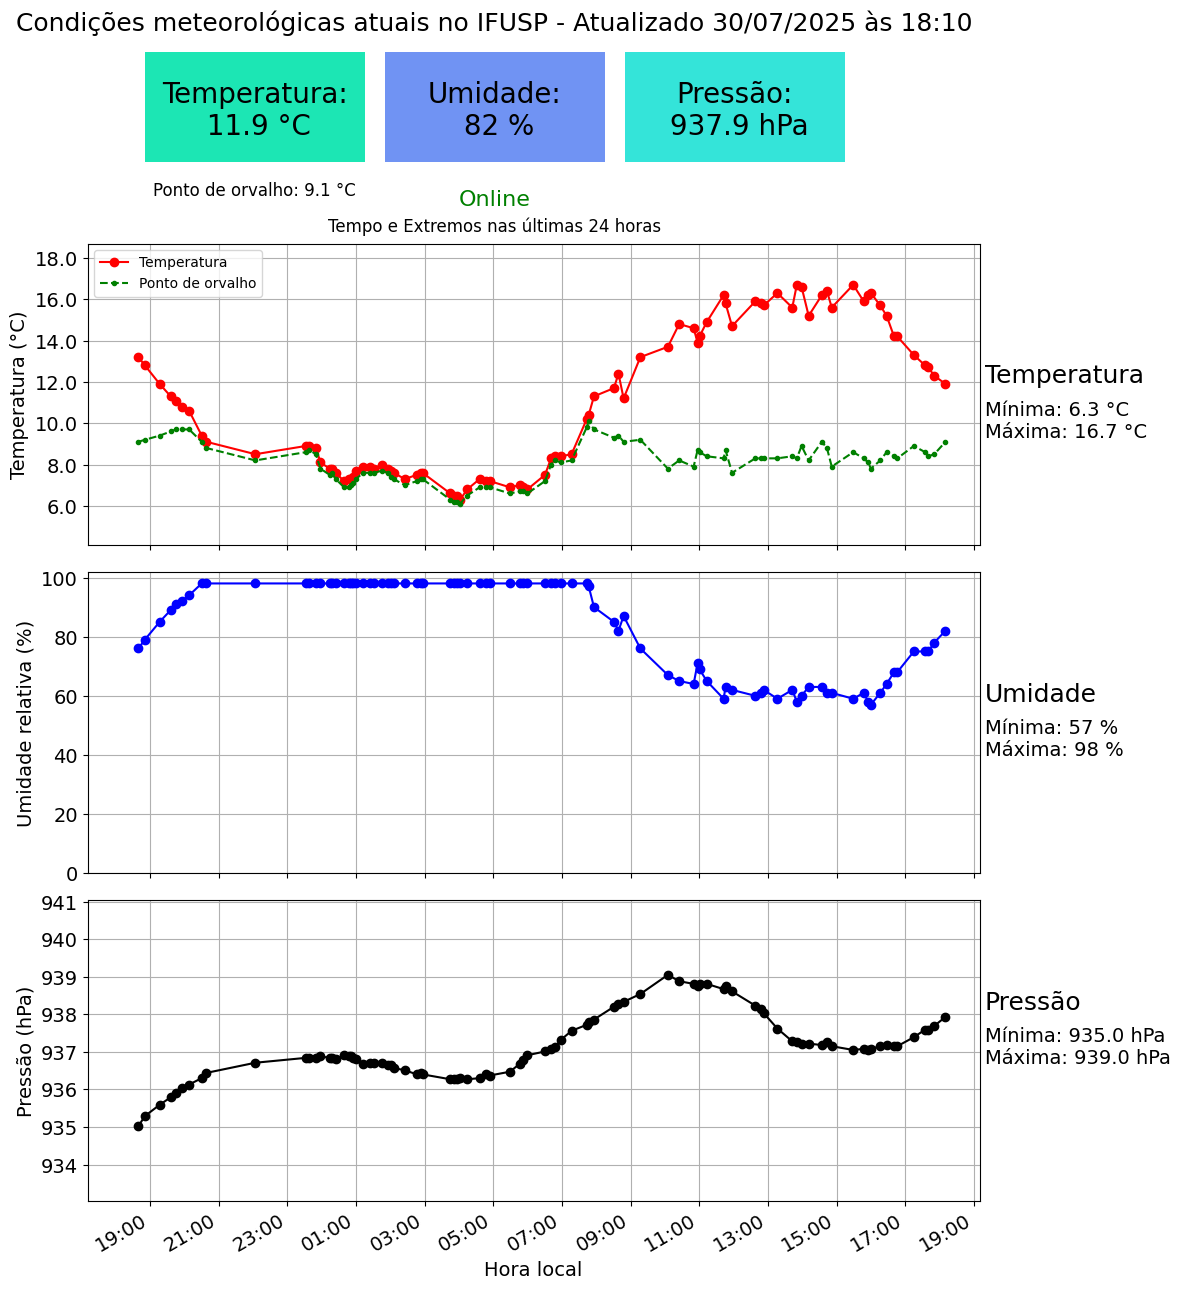 Condições meteorológicas atuais no IFUSP - Atualizado 30/07/2025 às 18:10
Temperatura:
11.9 °C
Umidade:
82 %
Pressão:
937.9 hPa
Ponto de orvalho: 9.1 °C
Online
Tempo e Extremos nas últimas 24 horas
Temperatura
Ponto de orvalho
Temperatura (°C)
18.0
16.0
14.0
12.0
10.0
8.0
6.0
Temperatura
Mínima: 6.3 °C
Máxima: 16.7 °C
Umidade relativa (%)
100
80
60
40
20
0
Umidade
Mínima: 57 %
Máxima: 98 %
Pressão (hPa)
941
940
939
938
937
936
935
934
Pressão
Mínima: 935.0 hPa
Máxima: 939.0 hPa
19:00 21:00 23:00 01:00 03:00 05:00 07:00 09:00 11:00 13:00 15:00 17:00 19:00
Hora local